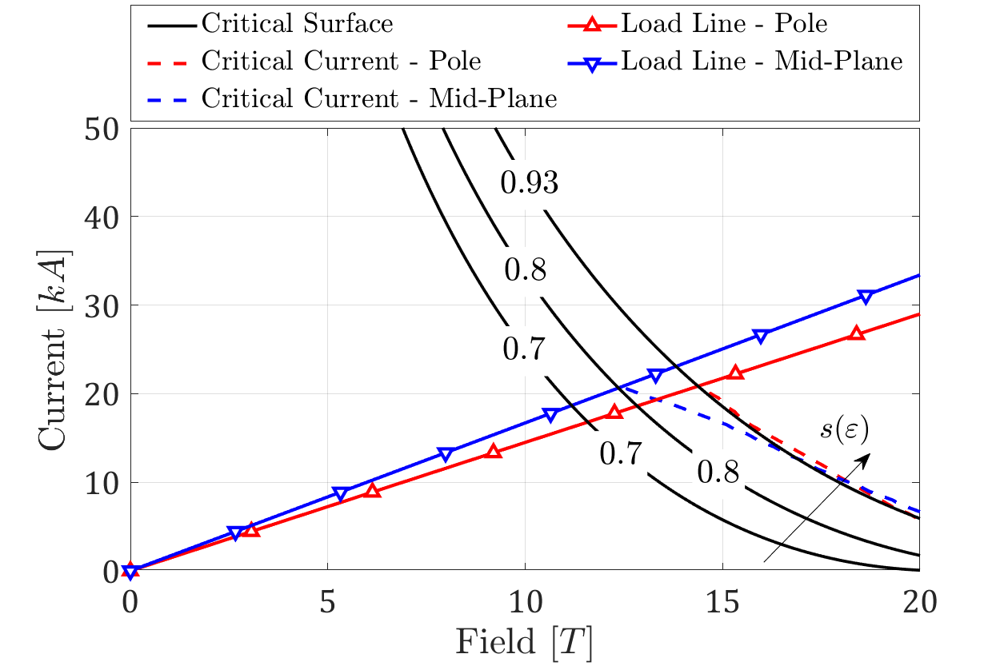 Critical Surface
Critical Current - Pole
Critical Current - Mid-Plane
Load Line - Pole
Load Line - Mid-Plane
50
40
30
20
10
0
Current [kA]
0.93
0.8
0.7
0.7
0.8
s(ε)
0 5 10 15 20
Field [T]